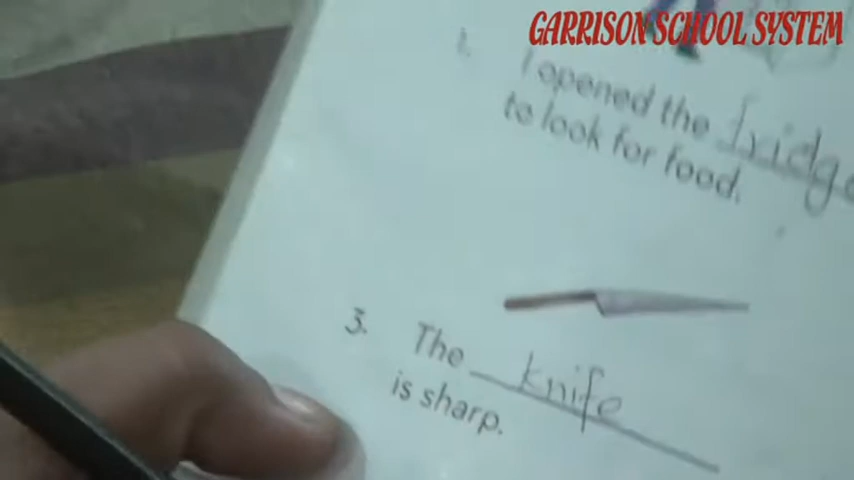 GARRISON SCHOOL SYSTEM
1. I opened the fridge
to look for food.
3. The knife
is sharp.